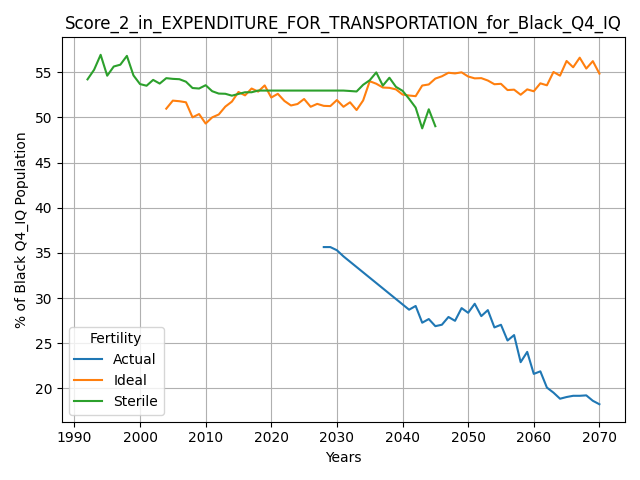 Score_2_in_EXPENDITURE_FOR_TRANSPORTATION_for_Black_Q4_IQ
% of Black Q4_IQ Population
55
50
45
40
35
30
25
20
Fertility
Actual
Ideal
Sterile
1990 2000 2010 2020 2030 2040 2050 2060 2070
Years